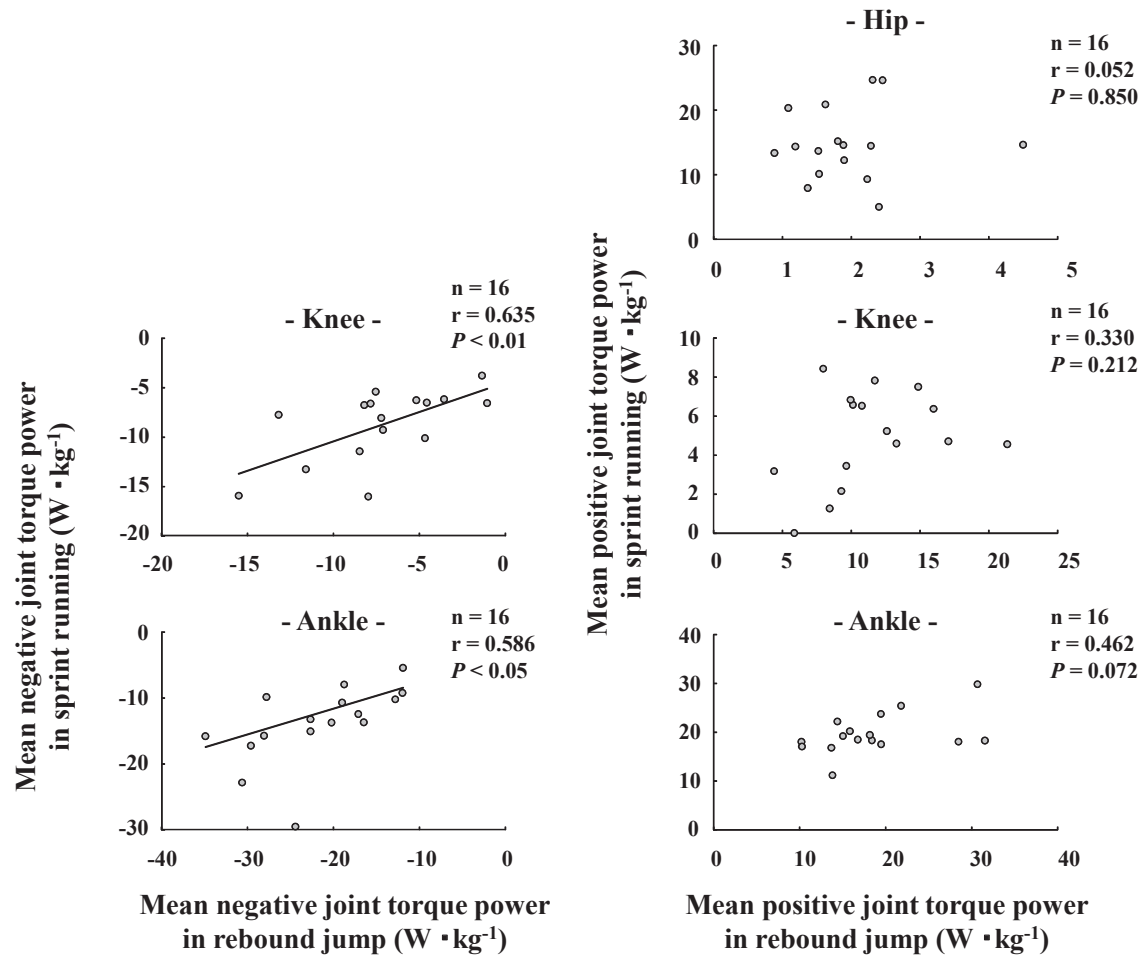 - Hip -
n = 16
r = 0.052
P = 0.850
30
20
10
0
0 1 2 3 4 5
- Knee -
n = 16
r = 0.635
P < 0.01
0
-5
-10
-15
-20
-20 -15 -10 -5 0
- Knee -
n = 16
r = 0.330
P = 0.212
10
8
6
4
2
0
0 5 10 15 20 25
- Ankle -
n = 16
r = 0.586
P < 0.05
0
-10
-20
-30
-40 -30 -20 -10 0
- Ankle -
n = 16
r = 0.462
P = 0.072
40
30
20
10
0
0 10 20 30 40
Mean negative joint torque power
in sprint running (W・kg-1)
Mean positive joint torque power
in sprint running (W・kg-1)
Mean negative joint torque power
in rebound jump (W・kg-1)
Mean positive joint torque power
in rebound jump (W・kg-1)